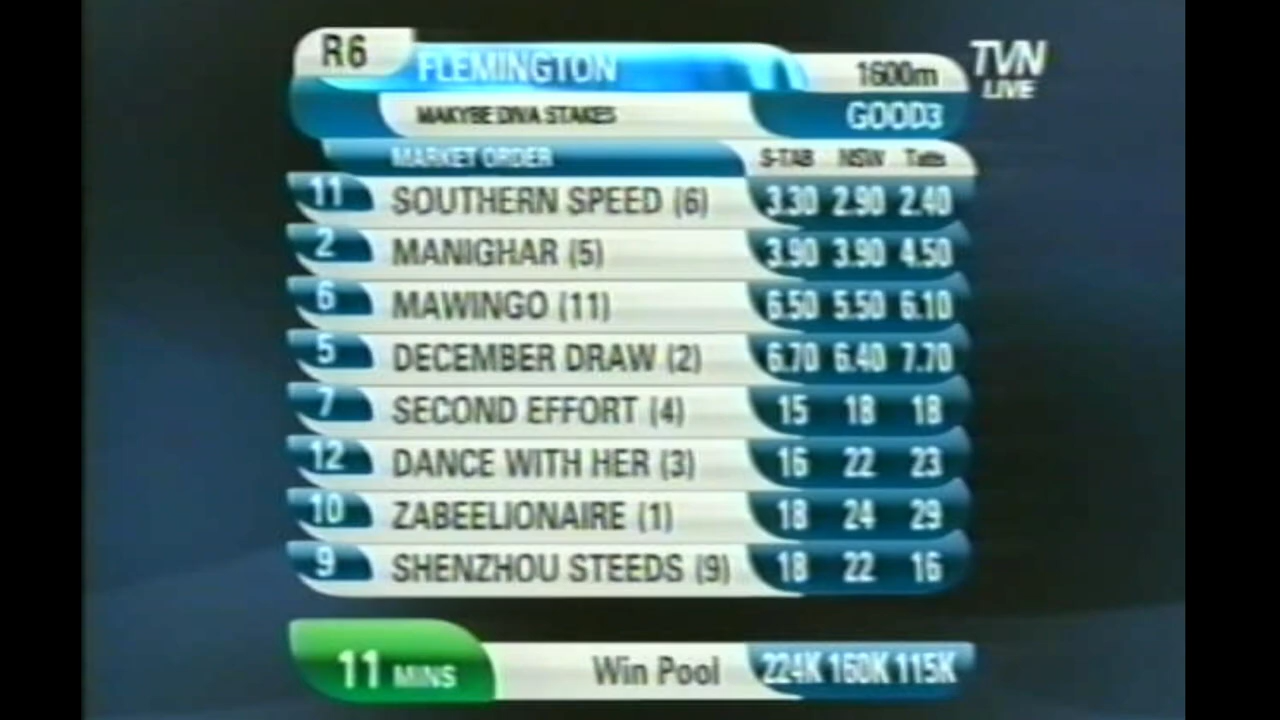 R6
FLEMINGTON 1600m
TVN
LIVE
MAKYBE DIVA STAKES GOOD3
MARKET ORDER S-TAB NSW Tatts
11 SOUTHERN SPEED (6) 3.30 2.90 2.40
2 MANIGHAR (5) 3.90 3.90 4.50
6 MAWINGO (11) 6.50 5.50 6.10
5 DECEMBER DRAW (2) 6.70 6.40 7.70
7 SECOND EFFORT (4) 15 18 18
12 DANCE WITH HER (3) 16 22 23
10 ZABEELIONAIRE (1) 18 24 29
9 SHENZHOU STEEDS (9) 18 22 16
11 MINS Win Pool 224K 160K 115K